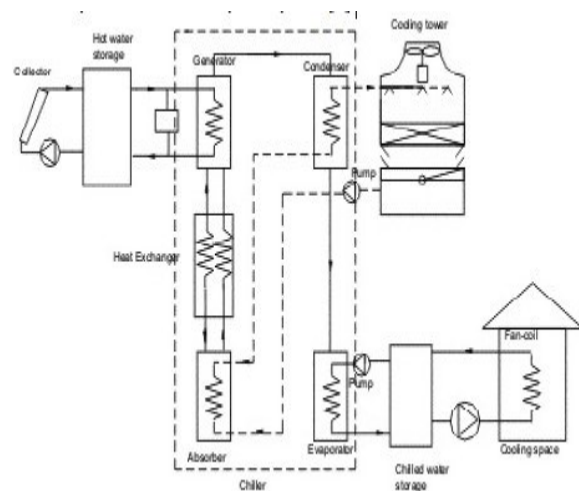 Cooling tower
Hot water
storage
Generator
Condenser
Collector
Pump
Heat Exchanger
Fan-coil
Pump
Absorber
Evaporator
Chilled water
storage
Cooling space
Chiller